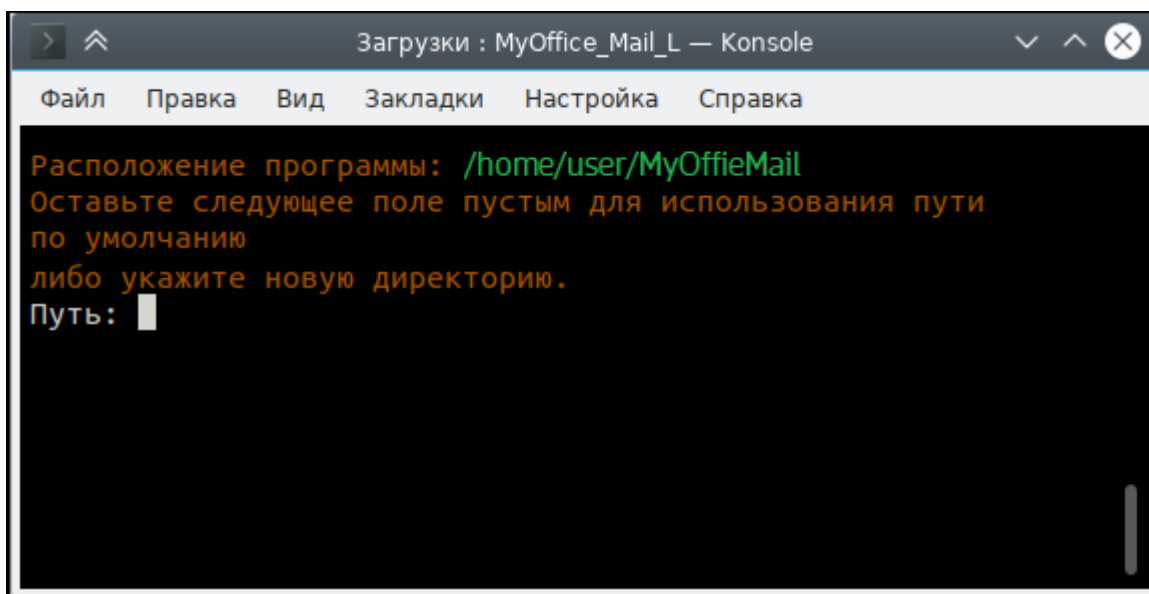 Загрузки : MyOffice_Mail_L — Konsole
Файл Правка Вид Закладки Настройка Справка
Расположение программы: /home/user/MyOffieMail
Оставьте следующее поле пустым для использования пути
по умолчанию
либо укажите новую директорию.
Путь: